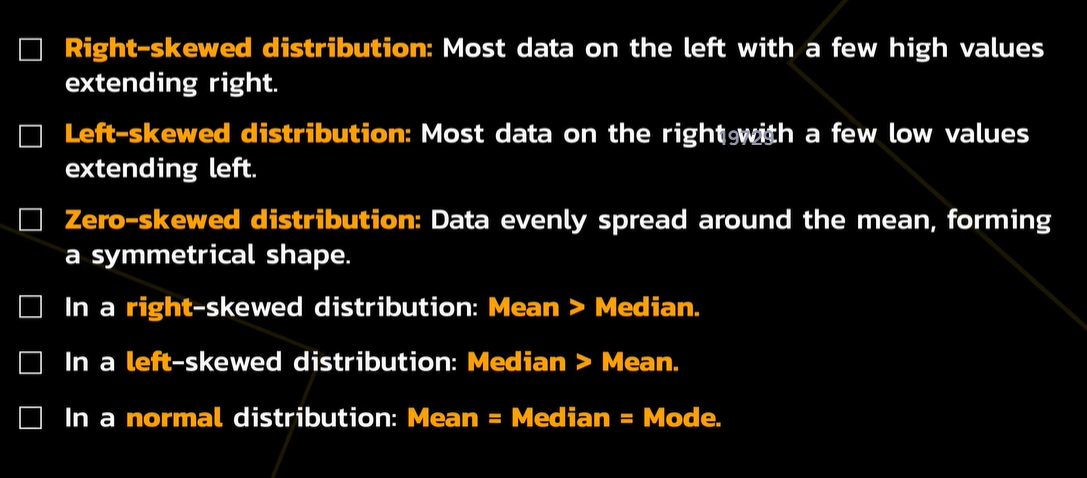 Right-skewed distribution: Most data on the left with a few high values
extending right.
Left-skewed distribution: Most data on the right with a few low values
extending left.
Zero-skewed distribution: Data evenly spread around the mean, forming
a symmetrical shape.
In a right-skewed distribution: Mean > Median.
In a left-skewed distribution: Median > Mean.
In a normal distribution: Mean = Median = Mode.